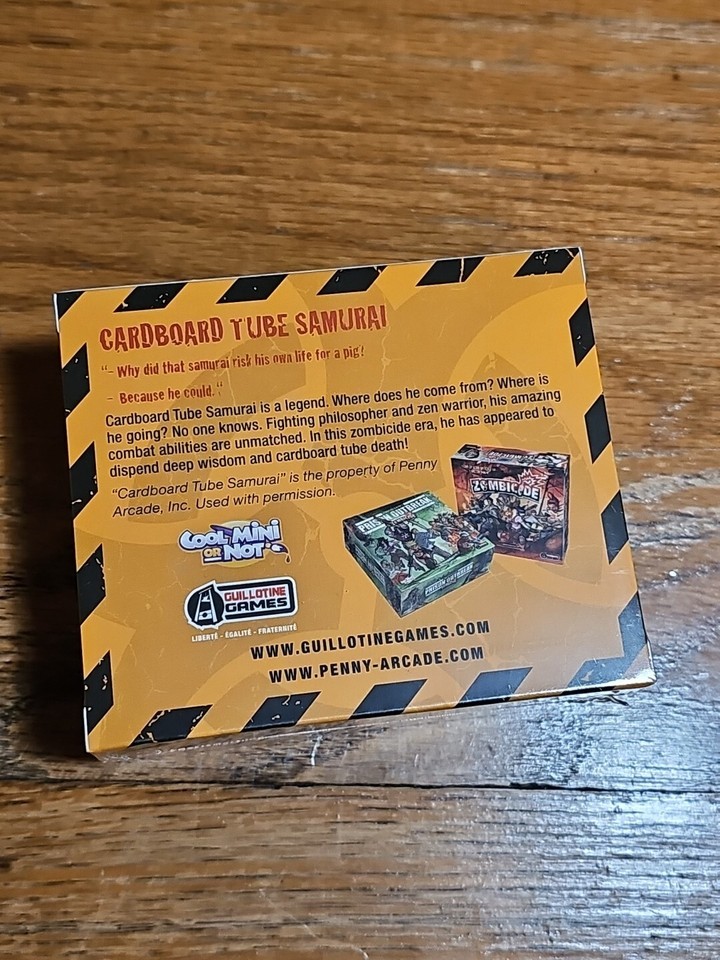 CARDBOARD TUBE SAMURAI
“- Why did that samurai risk his own life for a pig?
- Because he could.“
Cardboard Tube Samurai is a legend. Where does he come from? Where is
he going? No one knows. Fighting philosopher and zen warrior, his amazing
combat abilities are unmatched. In this zombicide era, he has appeared to
dispend deep wisdom and cardboard tube death!
“Cardboard Tube Samurai” is the property of Penny
Arcade, Inc. Used with permission.
COOL MINI
OR NOT
GUILLOTINE
GAMES
LIBERTÉ - ÉGALITÉ - FRATERNITÉ
PRISON OUTBREAK
PRISON OUTBREAK
ZOMBICIDE
WWW.GUILLOTINEGAMES.COM
WWW.PENNY-ARCADE.COM